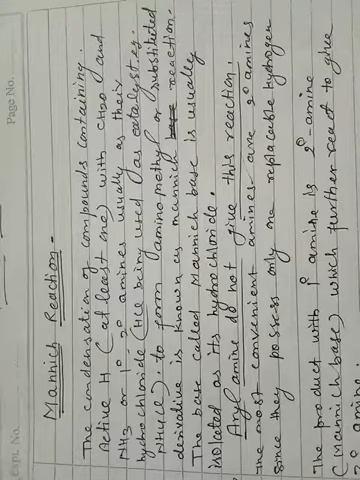 Page No.
Expt. No.
Mannich Reaction -
The condensation of compounds containing
Active H (at least one) with CH2O and
NH3 or 1° 2° amines usually as their
hydrochloride (HCl being used as catalyst eg.
NH4Cl) to form aminomethyl or substituted
derivative is known as mannich reaction.
The base called Mannich base is usually
isolated as its hydrochloride.
Aryl amine do not give this reaction.
The most convenient amines are 2° amines
since they possess only one replaceable hydrogen
The product with 1° amine is 2°-amine
(Mannich base) which further react to give
3° amine